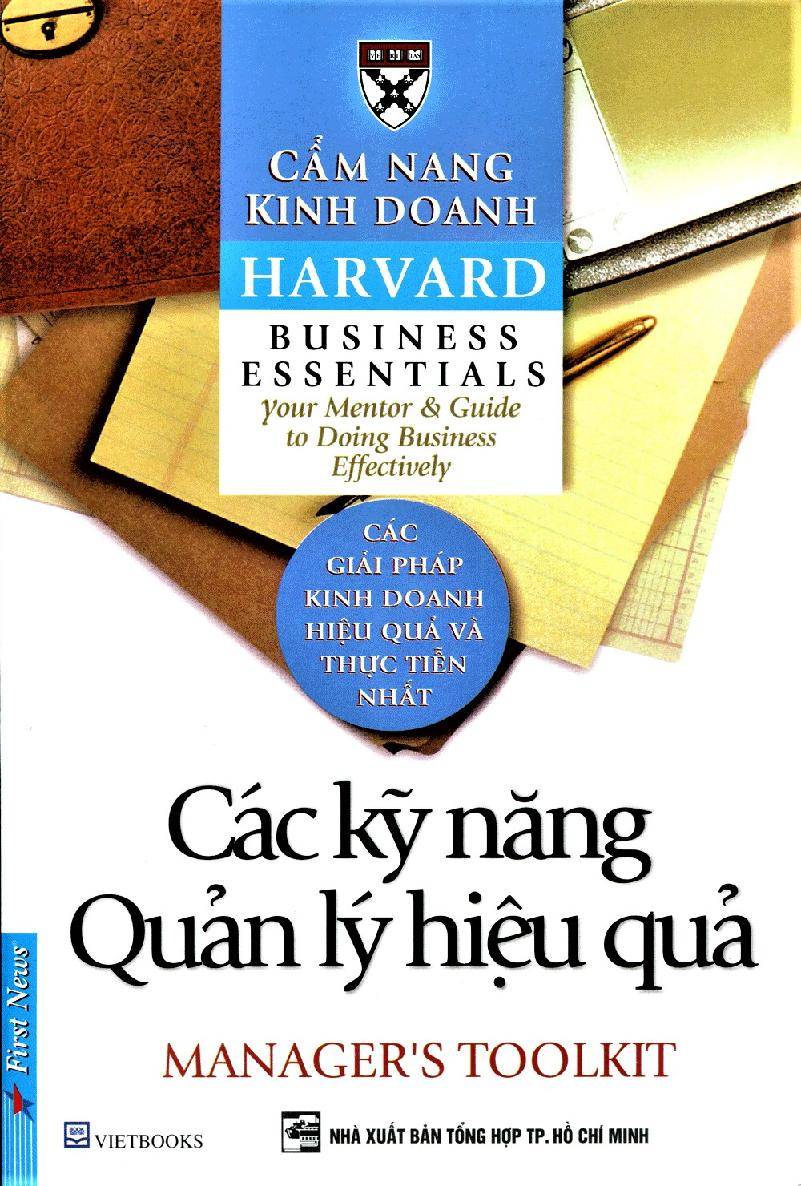 CẨM NANG
KINH DOANH
HARVARD
BUSINESS
ESSENTIALS
your Mentor & Guide
to Doing Business
Effectively
CÁC
GIẢI PHÁP
KINH DOANH
HIỆU QUẢ VÀ
THỰC TIỄN
NHẤT
Các kỹ năng
Quản lý hiệu quả
MANAGER'S TOOLKIT
First News
VIETBOOKS
NHÀ XUẤT BẢN TỔNG HỢP TP. HỒ CHÍ MINH